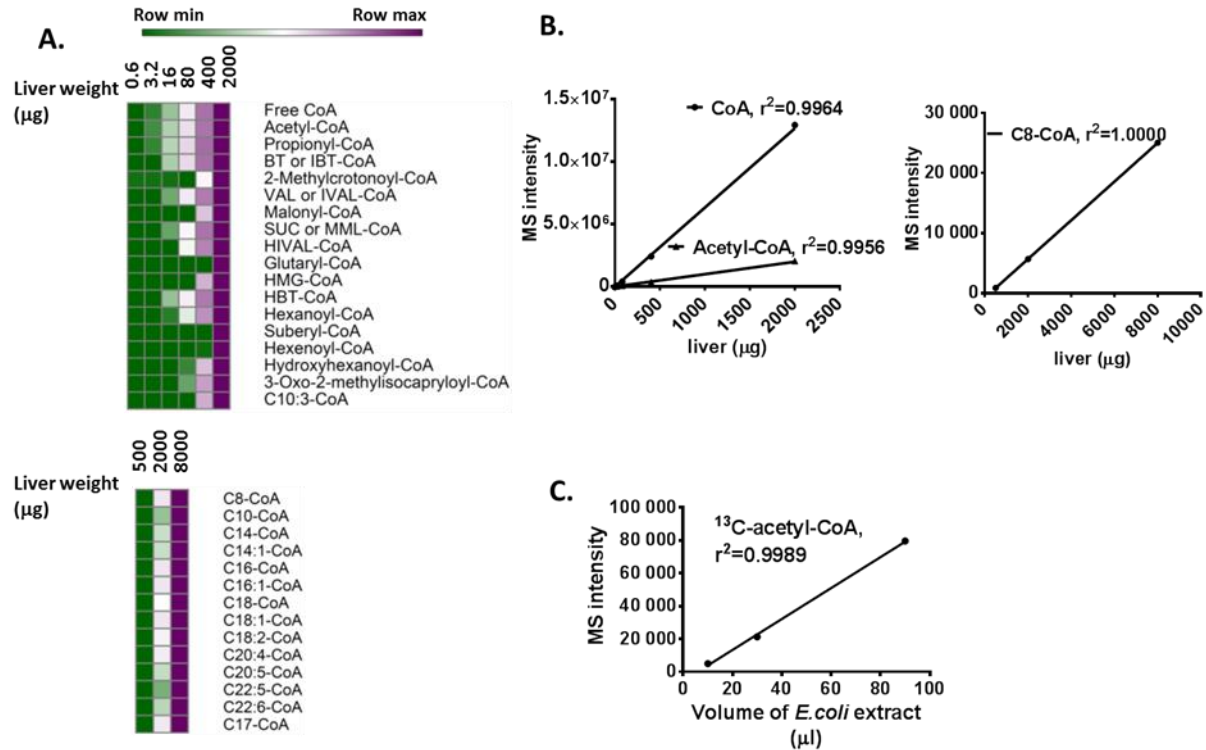 Row min Row max
A.
Liver weight
(µg)
0.6 3.2 16 80 400 2000
Free CoA
Acetyl-CoA
Propionyl-CoA
BT or IBT-CoA
2-Methylcrotonoyl-CoA
VAL or IVAL-CoA
Malonyl-CoA
SUC or MML-CoA
HIVAL-CoA
Glutaryl-CoA
HMG-CoA
HBT-CoA
Hexanoyl-CoA
Suberyl-CoA
Hexenoyl-CoA
Hydroxyhexanoyl-CoA
3-Oxo-2-methylisocapryloyl-CoA
C10:3-CoA
Liver weight
(µg)
500 2000 8000
C8-CoA
C10-CoA
C14-CoA
C14:1-CoA
C16-CoA
C16:1-CoA
C18-CoA
C18:1-CoA
C18:2-CoA
C20:4-CoA
C20:5-CoA
C22:5-CoA
C22:6-CoA
C17-CoA
B.
MS intensity
1.5×10⁷
1.0×10⁷
5.0×10⁶
0
CoA, r²=0.9964
Acetyl-CoA, r²=0.9956
0 500 1000 1500 2000 2500
liver (µg)
MS intensity
30 000
20 000
10 000
0
C8-CoA, r²=1.0000
0 2000 4000 6000 8000 10000
liver (µg)
C.
MS intensity
100 000
80 000
60 000
40 000
20 000
0
¹³C-acetyl-CoA,
r²=0.9989
0 20 40 60 80 100
Volume of E.coli extract
(µl)